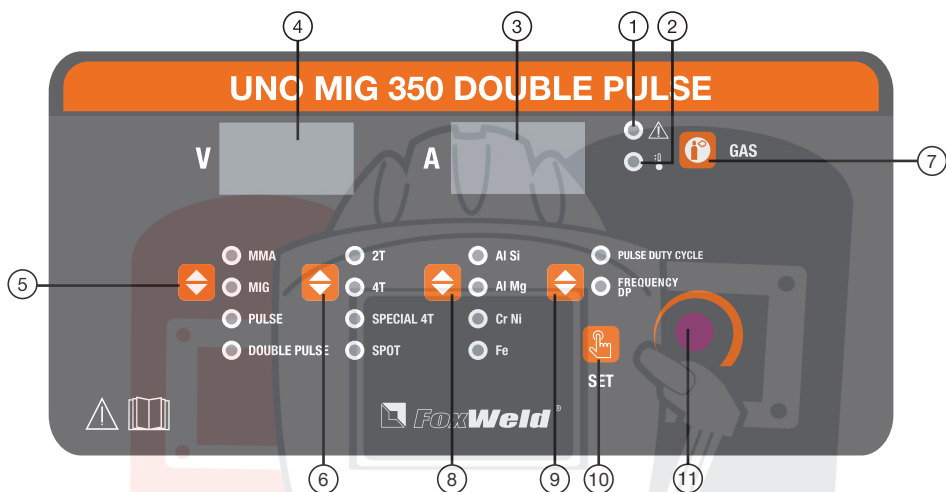 4
3
1
2
UNO MIG 350 DOUBLE PULSE
V
A
GAS
7
MMA
2T
Al Si
PULSE DUTY CYCLE
5
MIG
4T
Al Mg
FREQUENCY
DP
PULSE
SPECIAL 4T
Cr Ni
DOUBLE PULSE
SPOT
Fe
SET
FoxWeld®
6
8
9
10
11